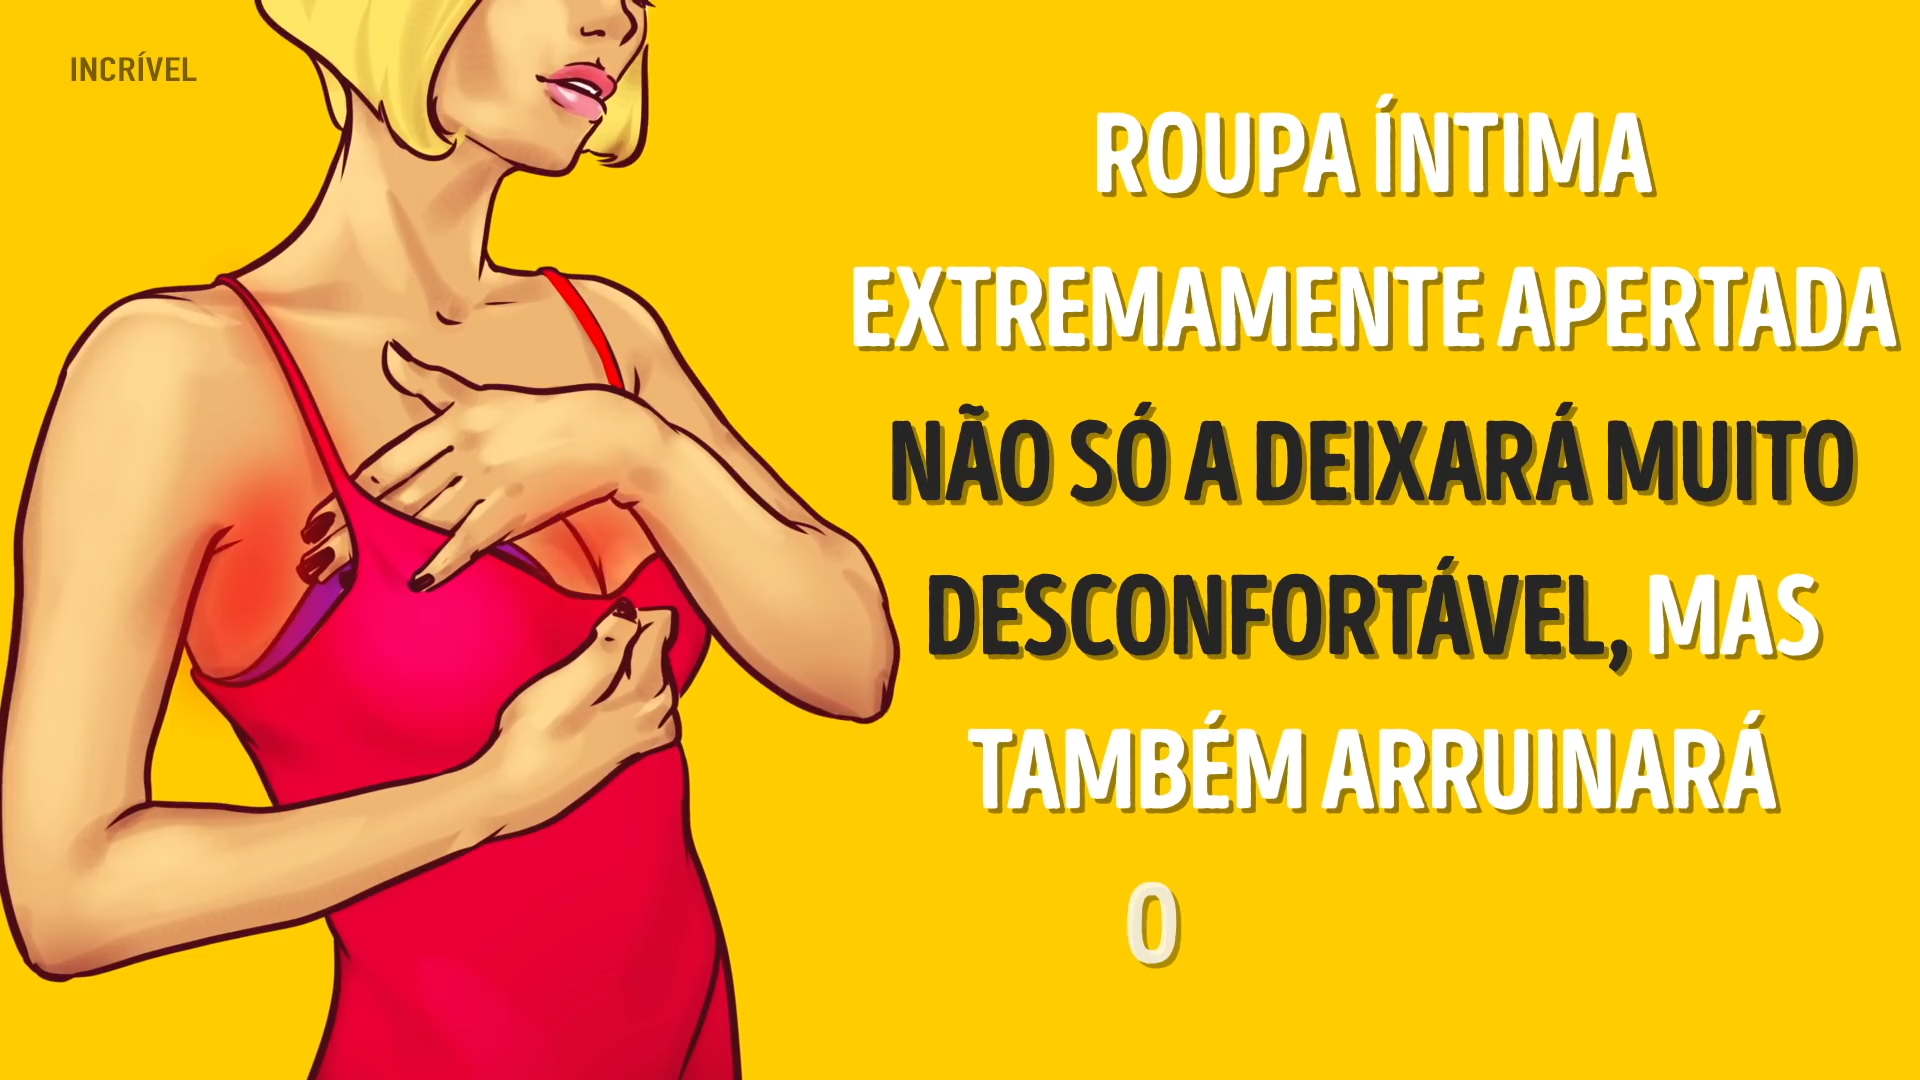 INCRÍVEL
ROUPA ÍNTIMA
EXTREMAMENTE APERTADA
NÃO SÓ A DEIXARÁ MUITO
DESCONFORTÁVEL, MAS
TAMBÉM ARRUINARÁ
O